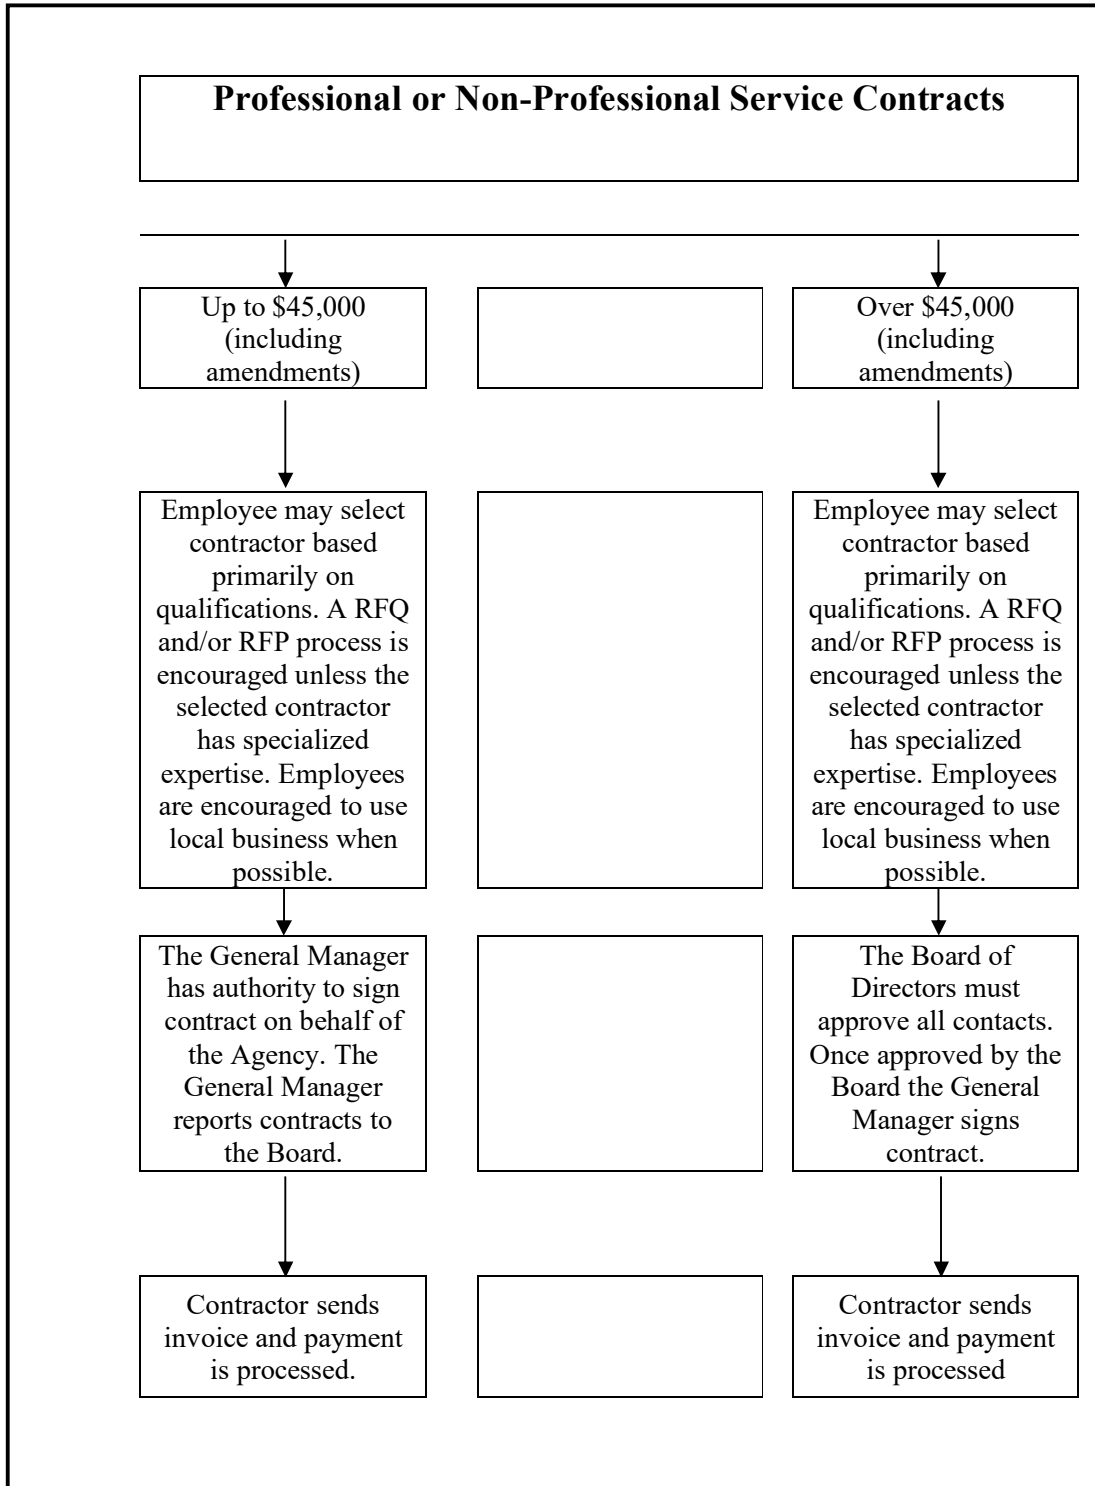 Professional or Non-Professional Service Contracts
Up to $45,000
(including
amendments)
Over $45,000
(including
amendments)
Employee may select
contractor based
primarily on
qualifications. A RFQ
and/or RFP process is
encouraged unless the
selected contractor
has specialized
expertise. Employees
are encouraged to use
local business when
possible.
Employee may select
contractor based
primarily on
qualifications. A RFQ
and/or RFP process is
encouraged unless the
selected contractor
has specialized
expertise. Employees
are encouraged to use
local business when
possible.
The General Manager
has authority to sign
contract on behalf of
the Agency. The
General Manager
reports contracts to
the Board.
The Board of
Directors must
approve all contacts.
Once approved by the
Board the General
Manager signs
contract.
Contractor sends
invoice and payment
is processed.
Contractor sends
invoice and payment
is processed